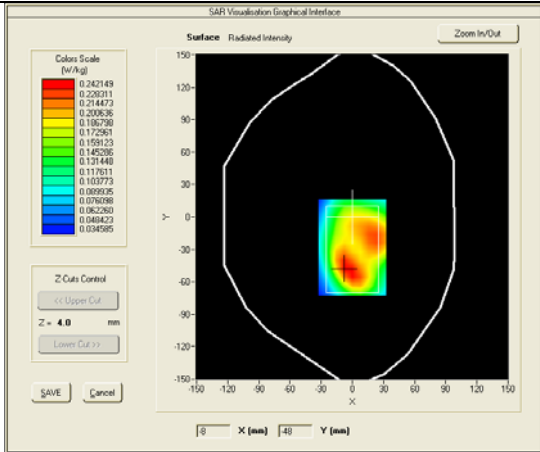 SAR Visualisation Graphical Interface
Surface Radiated Intensity
Zoom In/Out
Colors Scale
(W/kg)
0.242149
0.228311
0.214473
0.200636
0.186798
0.172961
0.159123
0.145286
0.131448
0.117611
0.103773
0.089935
0.076098
0.062260
0.048423
0.034585
150
120
90
60
30
0
-30
-60
-90
-120
-150
Y
-150 -120 -90 -60 -30 0 30 60 90 120 150
X
Z Cuts Control
<< Upper Cut
Z = 4.0 mm
Lower Cut >>
SAVE Cancel
-8 X (mm) -48 Y (mm)